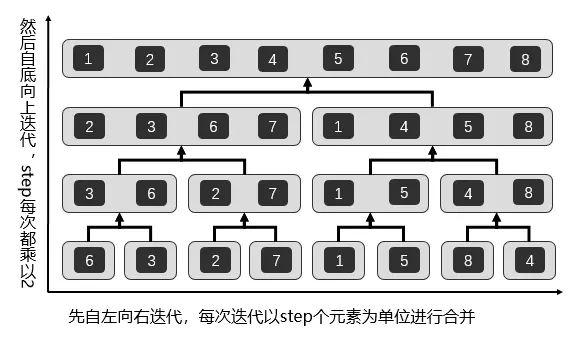 然后自底向上迭代，step每次都乘以2
1 2 3 4 5 6 7 8
2 3 6 7 1 4 5 8
3 6 2 7 1 5 4 8
6 3 2 7 1 5 8 4
先自左向右迭代，每次迭代以step个元素为单位进行合并